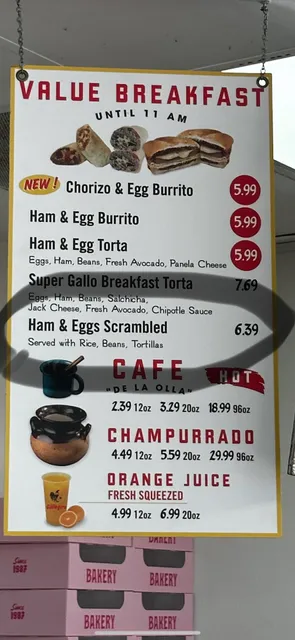 VALUE BREAKFAST
UNTIL 11 AM
NEW! Chorizo & Egg Burrito 5.99
Ham & Egg Burrito 5.99
Ham & Egg Torta 5.99
Eggs, Ham, Beans, Fresh Avocado, Panela Cheese
Super Gallo Breakfast Torta 7.69
Eggs, Ham, Beans, Salchicha,
Jack Cheese, Fresh Avocado, Chipotle Sauce
Ham & Eggs Scrambled 6.39
Served with Rice, Beans, Tortillas
CAFE HOT
"DE LA OLLA"
2.39 12oz 3.29 20oz 18.99 96oz
CHAMPURRADO
4.49 12oz 5.59 20oz 29.99 96oz
ORANGE JUICE
FRESH SQUEEZED
4.99 12oz 6.99 20oz
Since 1987 BAKERY BAKERY
Since 1987 BAKERY BAKERY